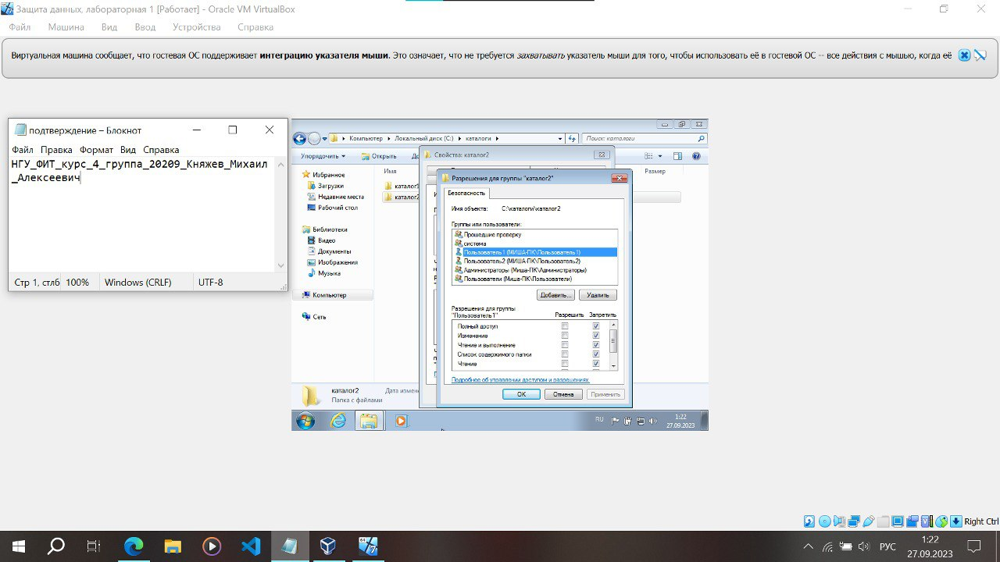 Защита данных, лабораторная 1 [Работает] - Oracle VM VirtualBox
Файл Машина Вид Ввод Устройства Справка
Виртуальная машина сообщает, что гостевая ОС поддерживает интеграцию указателя мыши. Это означает, что не требуется захватывать указатель мыши для того, чтобы использовать её в гостевой ОС -- все действия с мышью, когда её
подтверждение – Блокнот
Файл Правка Формат Вид Справка
НГУ_ФИТ_курс_4_группа_20209_Княжев_Михаил
_Алексеевич
Стр 1, стлб 100% Windows (CRLF) UTF-8
Компьютер Локальный диск (C:) каталоги Поиск: каталоги
Упорядочить Открыть
Имя Размер
Избранное
Загрузки
Недавние места
Рабочий стол
Библиотеки
Видео
Документы
Изображения
Музыка
Компьютер
Сеть
каталог1
каталог2
Свойства: каталог2
Разрешения для группы "каталог2"
Безопасность
Имя объекта: C:\каталоги\каталог2
Группы или пользователи:
Прошедшие проверку
система
Пользователь1 (МИША-ПК\Пользователь1)
Пользователь2 (МИША-ПК\Пользователь2)
Администраторы (Миша-ПК\Администраторы)
Пользователи (Миша-ПК\Пользователи)
Добавить... Удалить
Разрешения для группы
"Пользователь1" Разрешить Запретить
Полный доступ
Изменение
Чтение и выполнение
Список содержимого папки
Чтение
Подробнее об управлении доступом и разрешениях
ОК Отмена Применить
каталог2 Дата измене
Папка с файлами
RU 1:22
27.09.2023
Right Ctrl
64
РУС 1:22
27.09.2023